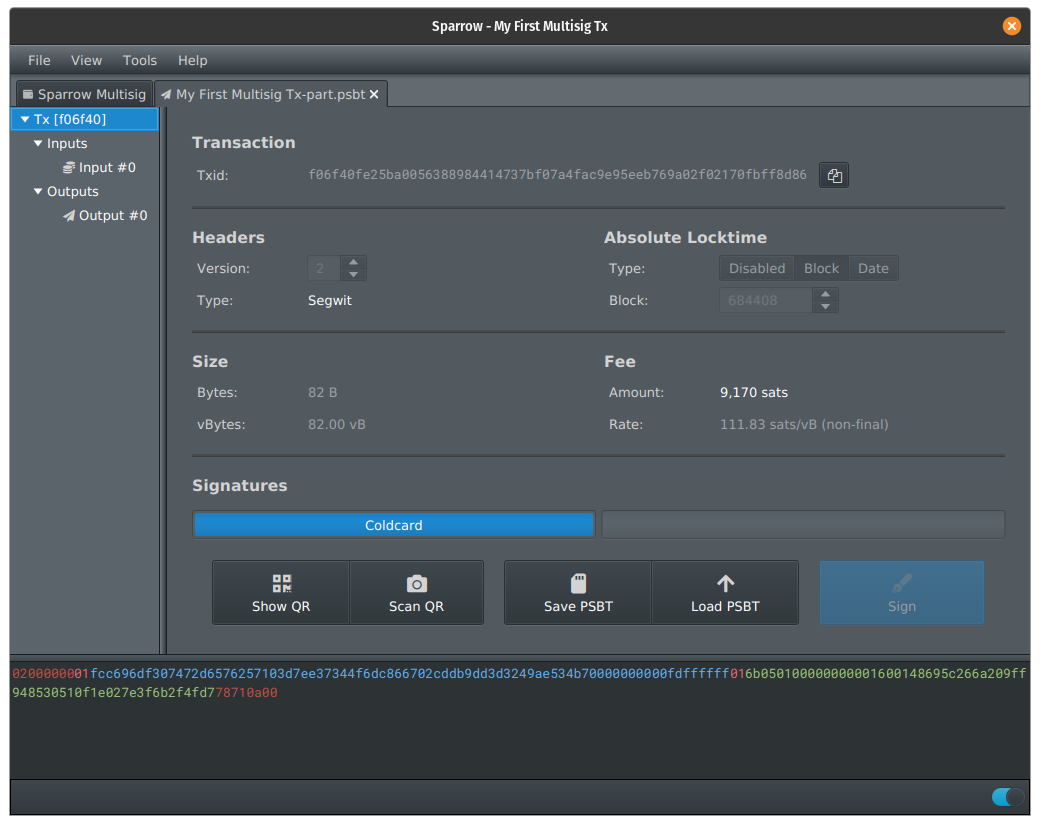 Sparrow - My First Multisig Tx
File View Tools Help
Sparrow Multisig My First Multisig Tx-part.psbt
Tx [f06f40]
Inputs
Input #0
Outputs
Output #0
Transaction
Txid: f06f40fe25ba0056388984414737bf07a4fac9e95eeb769a02f02170fbff8d86
Headers
Version: 2
Type: Segwit
Absolute Locktime
Type: Disabled Block Date
Block: 684408
Size
Bytes: 82 B
vBytes: 82.00 vB
Fee
Amount: 9,170 sats
Rate: 111.83 sats/vB (non-final)
Signatures
Coldcard
Show QR Scan QR Save PSBT Load PSBT Sign
0200000001fcc696df307472d6576257103d7ee37344f6dc866702cddb9dd3d3249ae534b70000000000fdffffff016b0501000000000001600148695c266a209ff
948530510f1e027e3f6b2f4fd778710a00